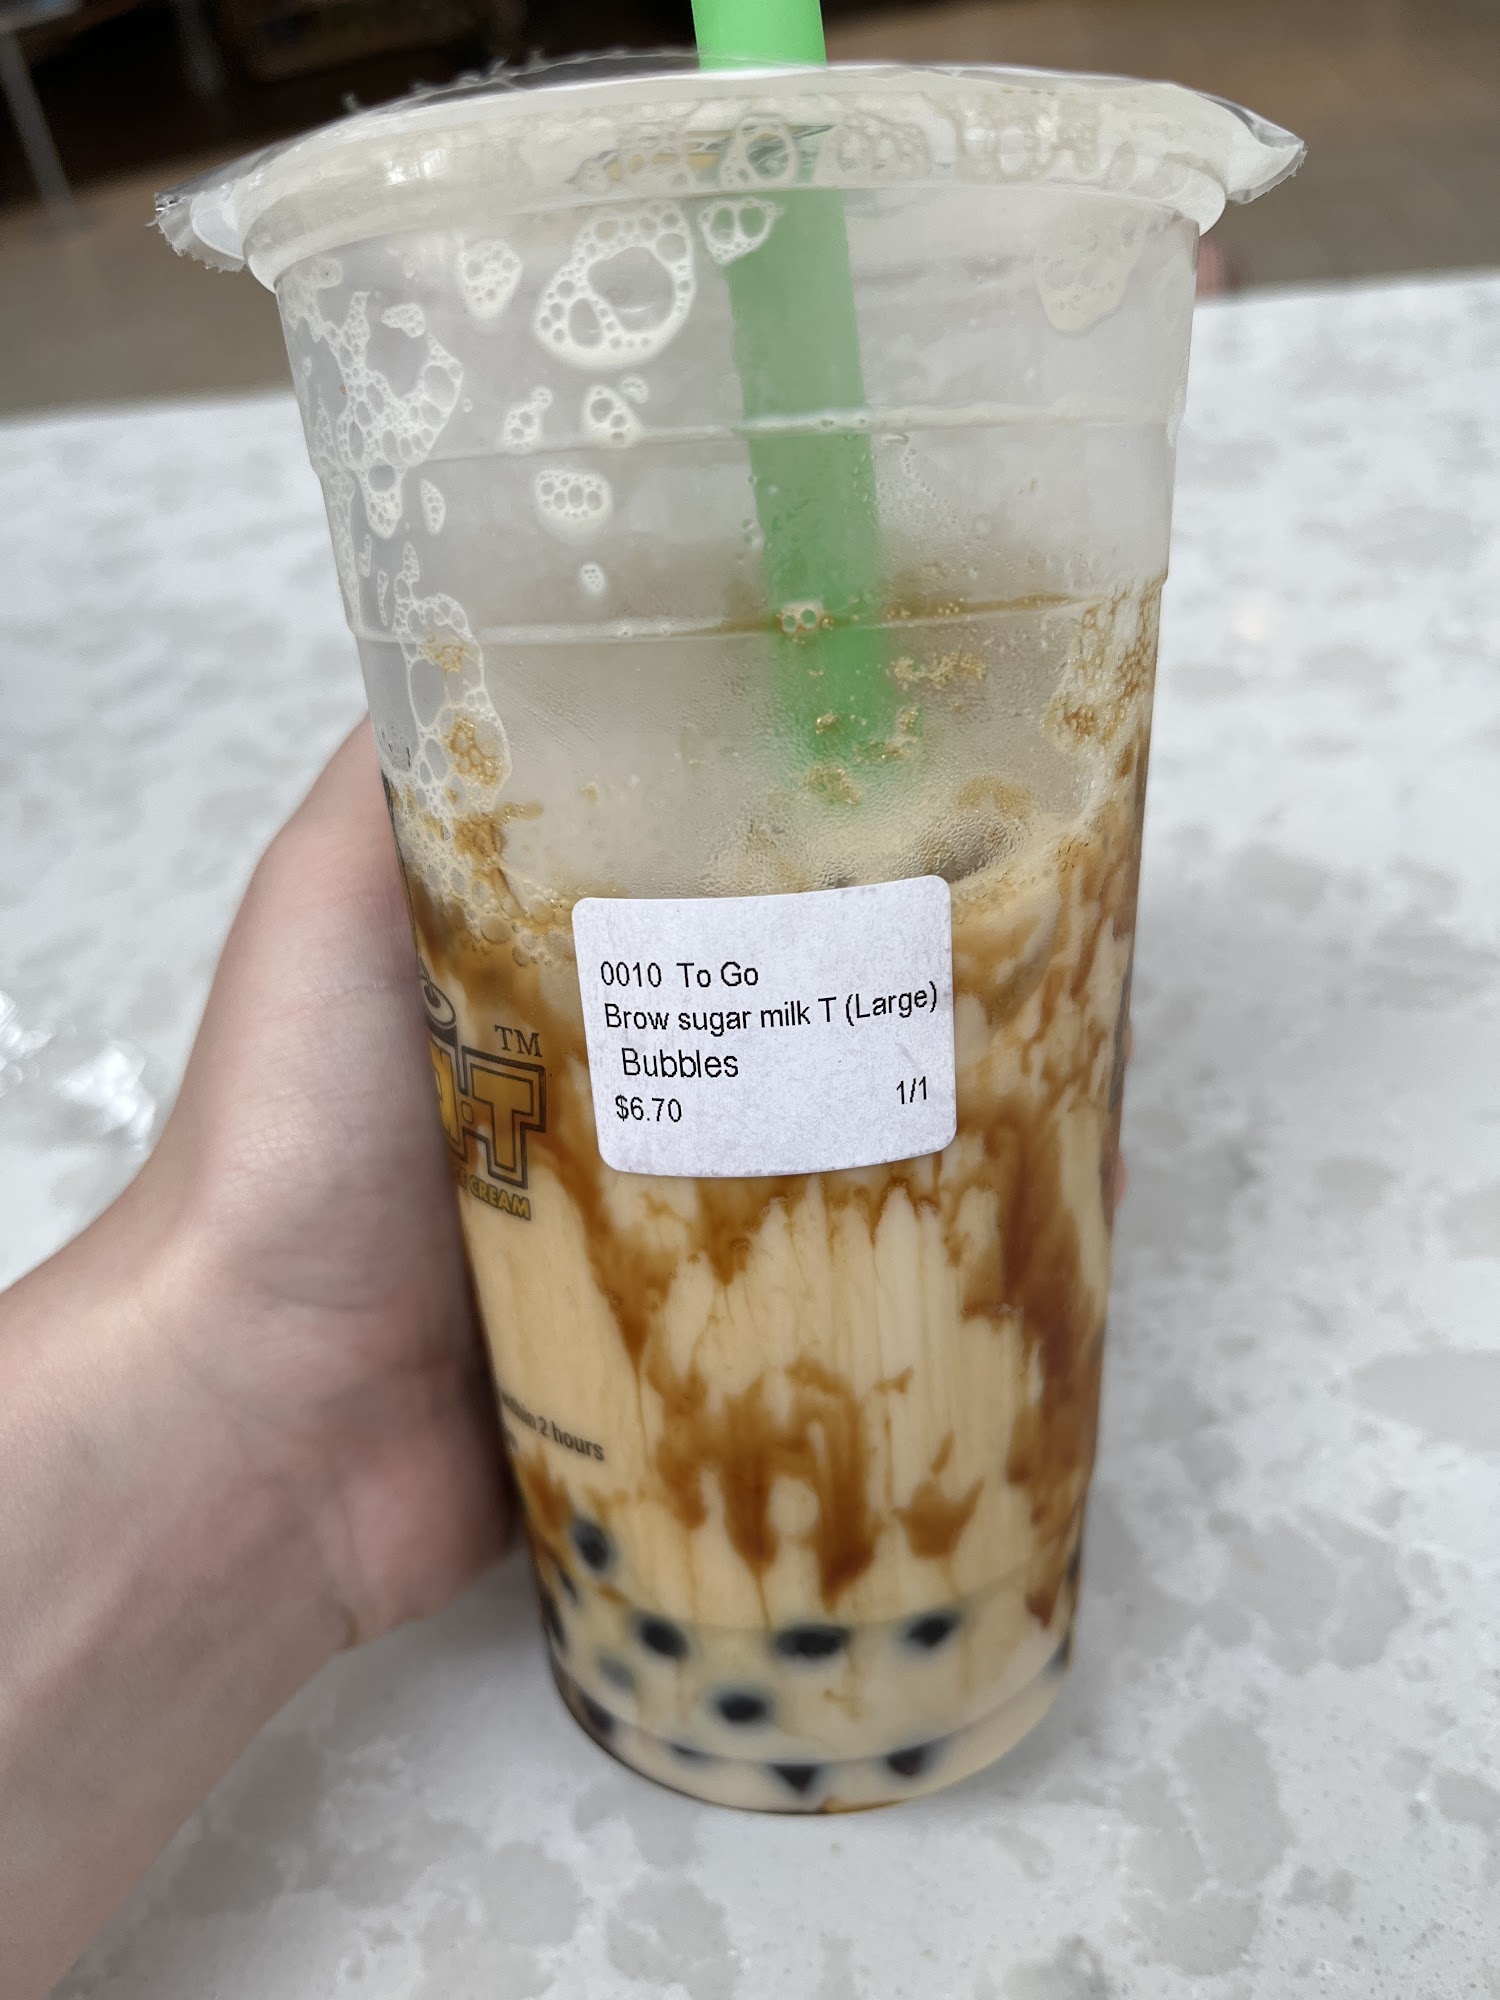 0010 To Go
Brow sugar milk T (Large)
Bubbles
$6.70 1/1
TM
T
CREAM
within 2 hours